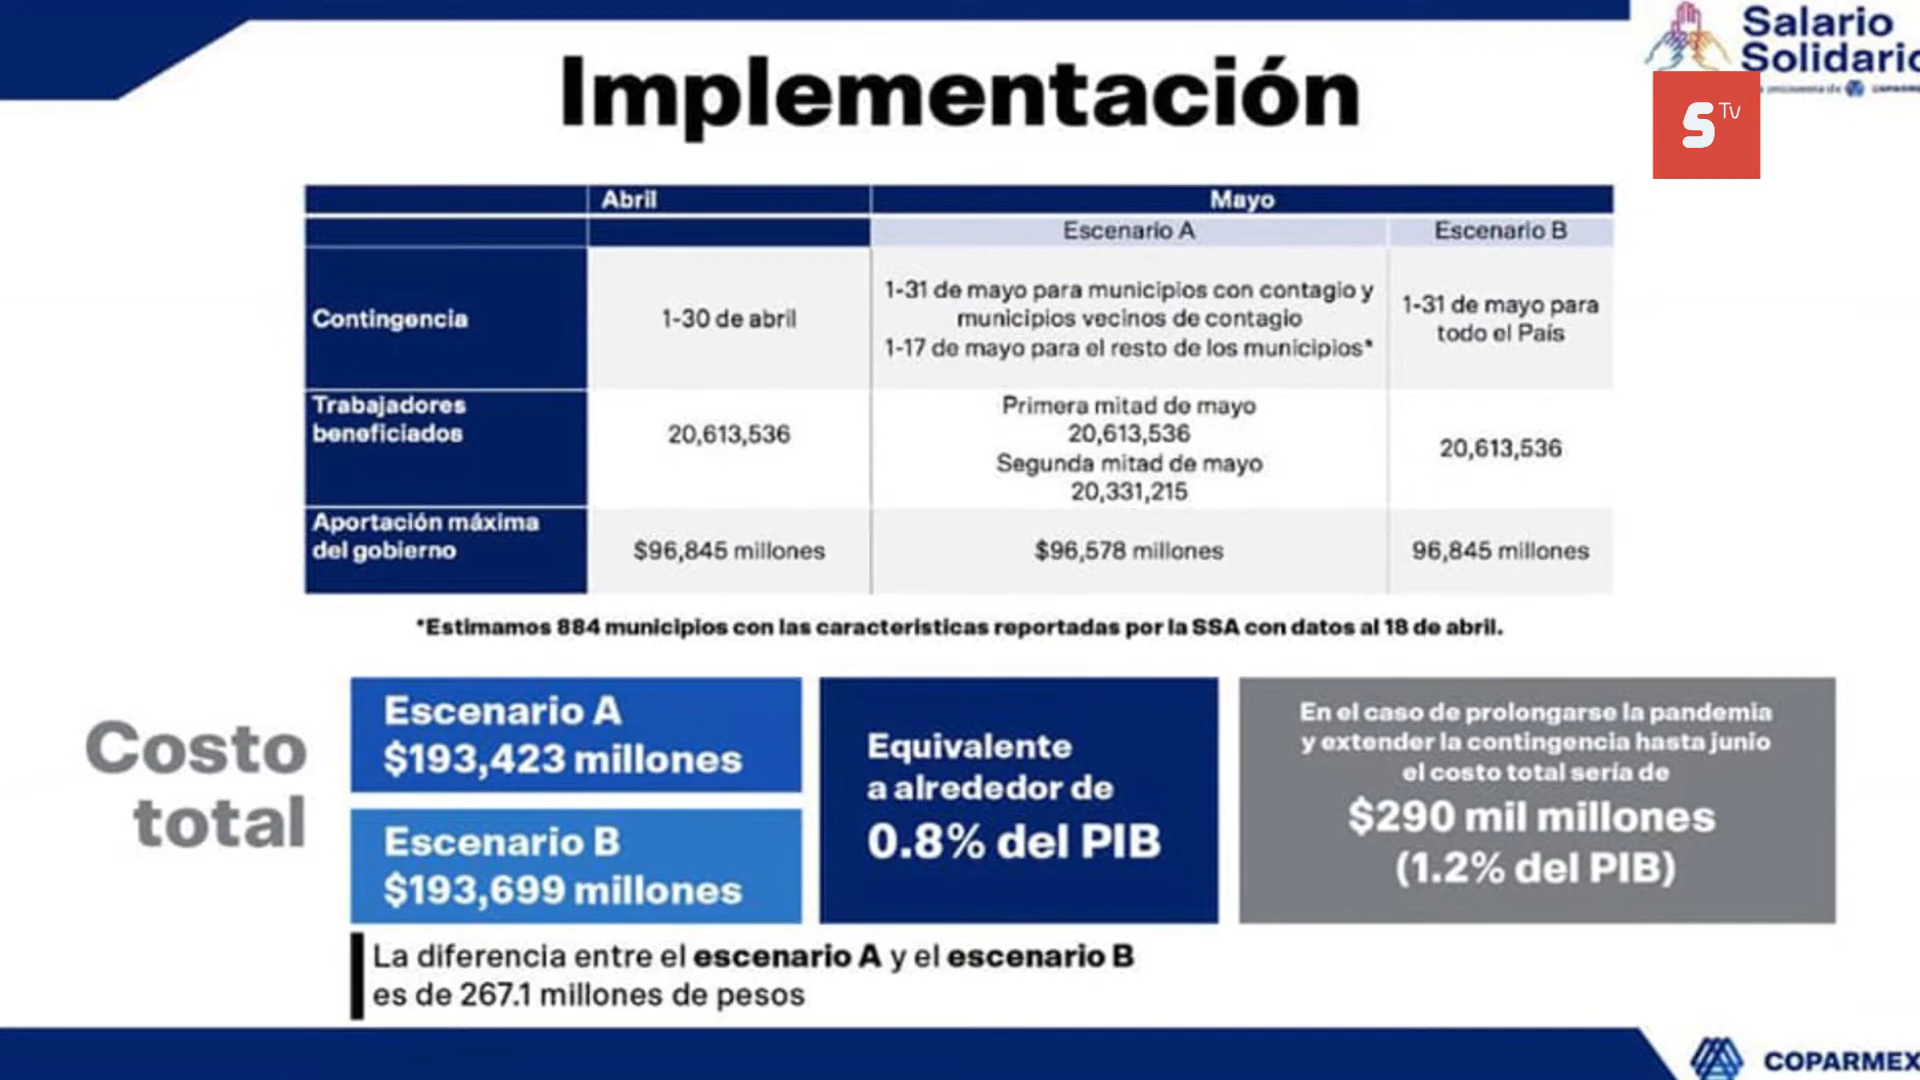 Implementación
Salario
Solidario
S TV
Abril
Mayo
Escenario A
Escenario B
Contingencia
1-30 de abril
1-31 de mayo para municipios con contagio y
municipios vecinos de contagio
1-17 de mayo para el resto de los municipios*
1-31 de mayo para
todo el País
Trabajadores
beneficiados
20,613,536
Primera mitad de mayo
20,613,536
Segunda mitad de mayo
20,331,215
20,613,536
Aportación máxima
del gobierno
$96,845 millones
$96,578 millones
96,845 millones
*Estimamos 884 municipios con las características reportadas por la SSA con datos al 18 de abril.
Costo
total
Escenario A
$193,423 millones
Escenario B
$193,699 millones
Equivalente
a alrededor de
0.8% del PIB
En el caso de prolongarse la pandemia
y extender la contingencia hasta junio
el costo total sería de
$290 mil millones
(1.2% del PIB)
La diferencia entre el escenario A y el escenario B
es de 267.1 millones de pesos
COPARMEX